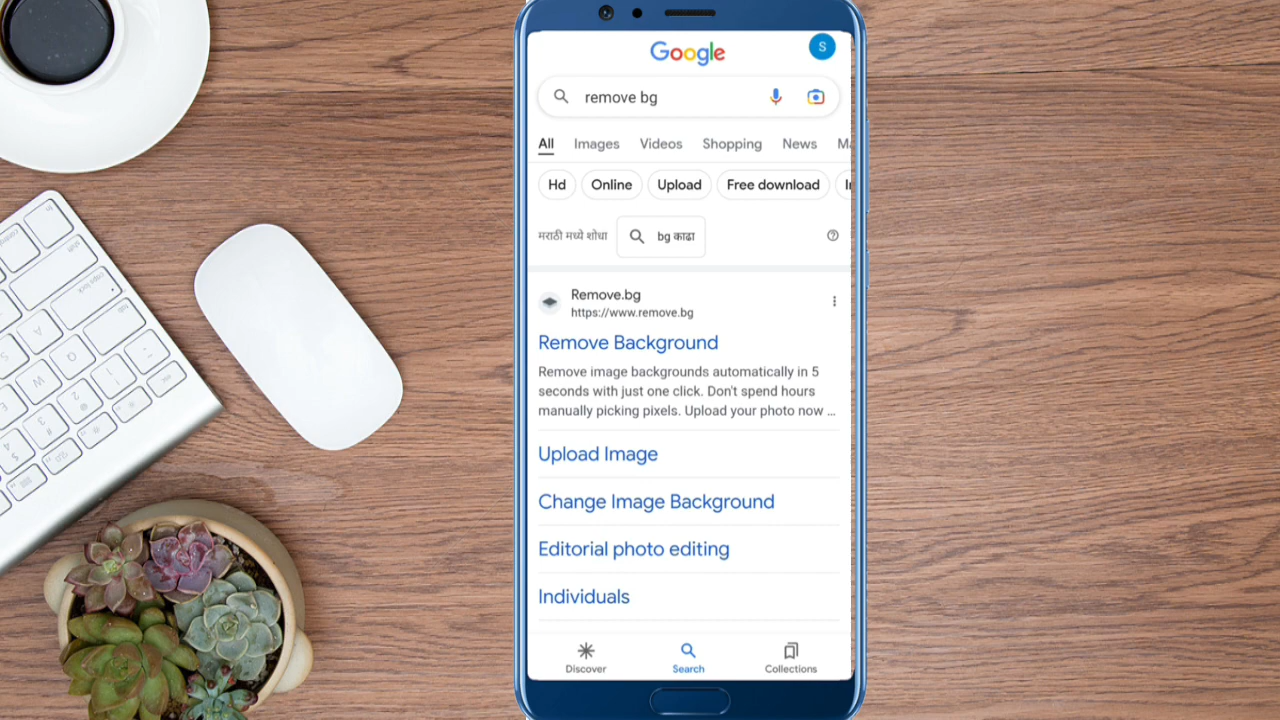 Google
S
remove bg
All Images Videos Shopping News Ma
Hd Online Upload Free download
मराठी मध्ये शोधा bg काढा
Remove.bg
https://www.remove.bg
Remove Background
Remove image backgrounds automatically in 5
seconds with just one click. Don't spend hours
manually picking pixels. Upload your photo now ...
Upload Image
Change Image Background
Editorial photo editing
Individuals
Discover Search Collections